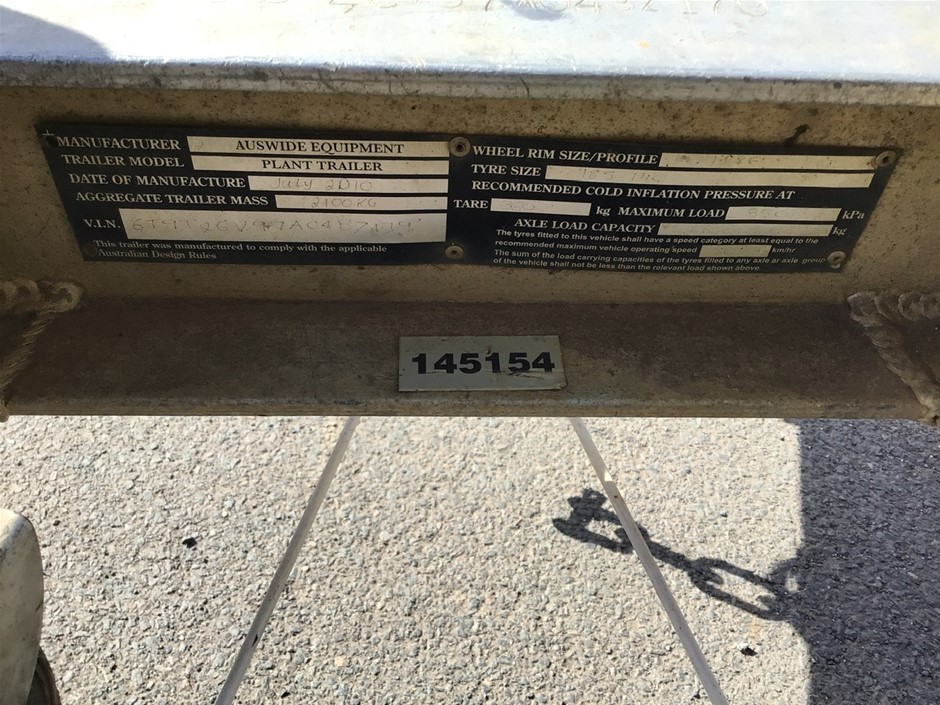 MANUFACTURER AUSWIDE EQUIPMENT
TRAILER MODEL PLANT TRAILER
DATE OF MANUFACTURE July 2010
AGGREGATE TRAILER MASS 2400KG
V.I.N.
This trailer was manufactured to comply with the applicable
Australian Design Rules
WHEEL RIM SIZE/PROFILE
TYRE SIZE
RECOMMENDED COLD INFLATION PRESSURE AT
TARE kg MAXIMUM LOAD kPa
AXLE LOAD CAPACITY kg
The tyres fitted to this vehicle shall have a speed category at least equal to the
recommended maximum vehicle operating speed km/hr
The sum of the load carrying capacities of the tyres filled to any axle ar axle group
of the vehicle shall not be less than the relevant load shown above.
145154